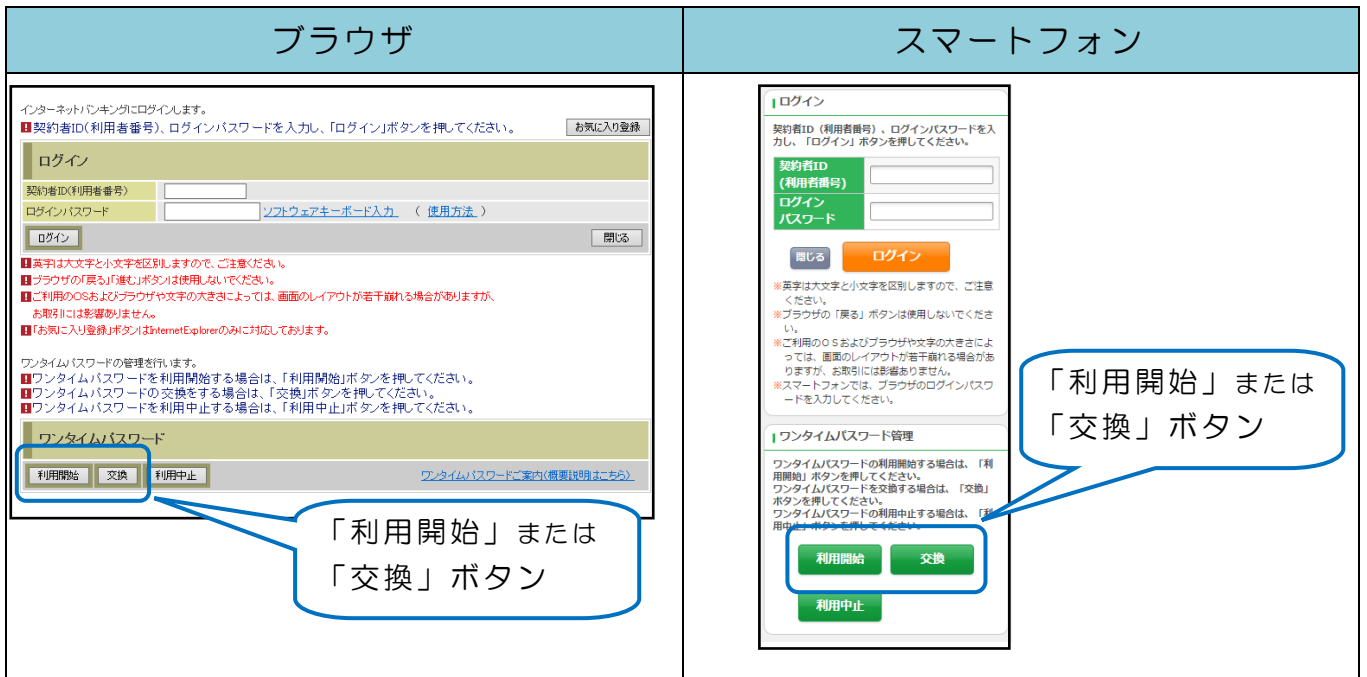 ブラウザ
スマートフォン
インターネットバンキングにログインします。
契約者ID(利用者番号)、ログインパスワードを入力し、「ログイン」ボタンを押してください。
お気に入り登録
ログイン
契約者ID(利用者番号)
ログインパスワード
ソフトウェアキーボード入力 ( 使用方法 )
ログイン
閉じる
英字は大文字と小文字を区別しますので、ご注意ください。
ブラウザの「戻る」「進む」ボタンは使用しないでください。
ご利用のOSおよびブラウザや文字の大きさによっては、画面のレイアウトが若干崩れる場合がありますが、
お取引には影響ありません。
「お気に入り登録」ボタンはInternetExplorerのみに対応しております。
ワンタイムパスワードの管理を行います。
ワンタイムパスワードを利用開始する場合は、「利用開始」ボタンを押してください。
ワンタイムパスワードの交換をする場合は、「交換」ボタンを押してください。
ワンタイムパスワードを利用中止する場合は、「利用中止」ボタンを押してください。
ワンタイムパスワード
利用開始 交換 利用中止
ワンタイムパスワードご案内(概要説明はこちら)
「利用開始」または
「交換」ボタン
ログイン
契約者ID(利用者番号)、ログインパスワードを入
力し、「ログイン」ボタンを押してください。
契約者ID
(利用者番号)
ログイン
パスワード
閉じる
ログイン
※英字は大文字と小文字を区別しますので、ご注意
ください。
※ブラウザの「戻る」ボタンは使用しないでくださ
い。
※ご利用のOSおよびブラウザや文字の大きさによ
っては、画面のレイアウトが若干崩れる場合があ
りますが、お取引には影響ありません。
※スマートフォンでは、ブラウザのログインパスワ
ードを入力してください。
ワンタイムパスワード管理
ワンタイムパスワードの利用開始する場合は、「利
用開始」ボタンを押してください。
ワンタイムパスワードを交換する場合は、「交換」
ボタンを押してください。
ワンタイムパスワードの利用中止する場合は、「利
用中止」ボタンを押してください。
利用開始 交換
利用中止
「利用開始」または
「交換」ボタン